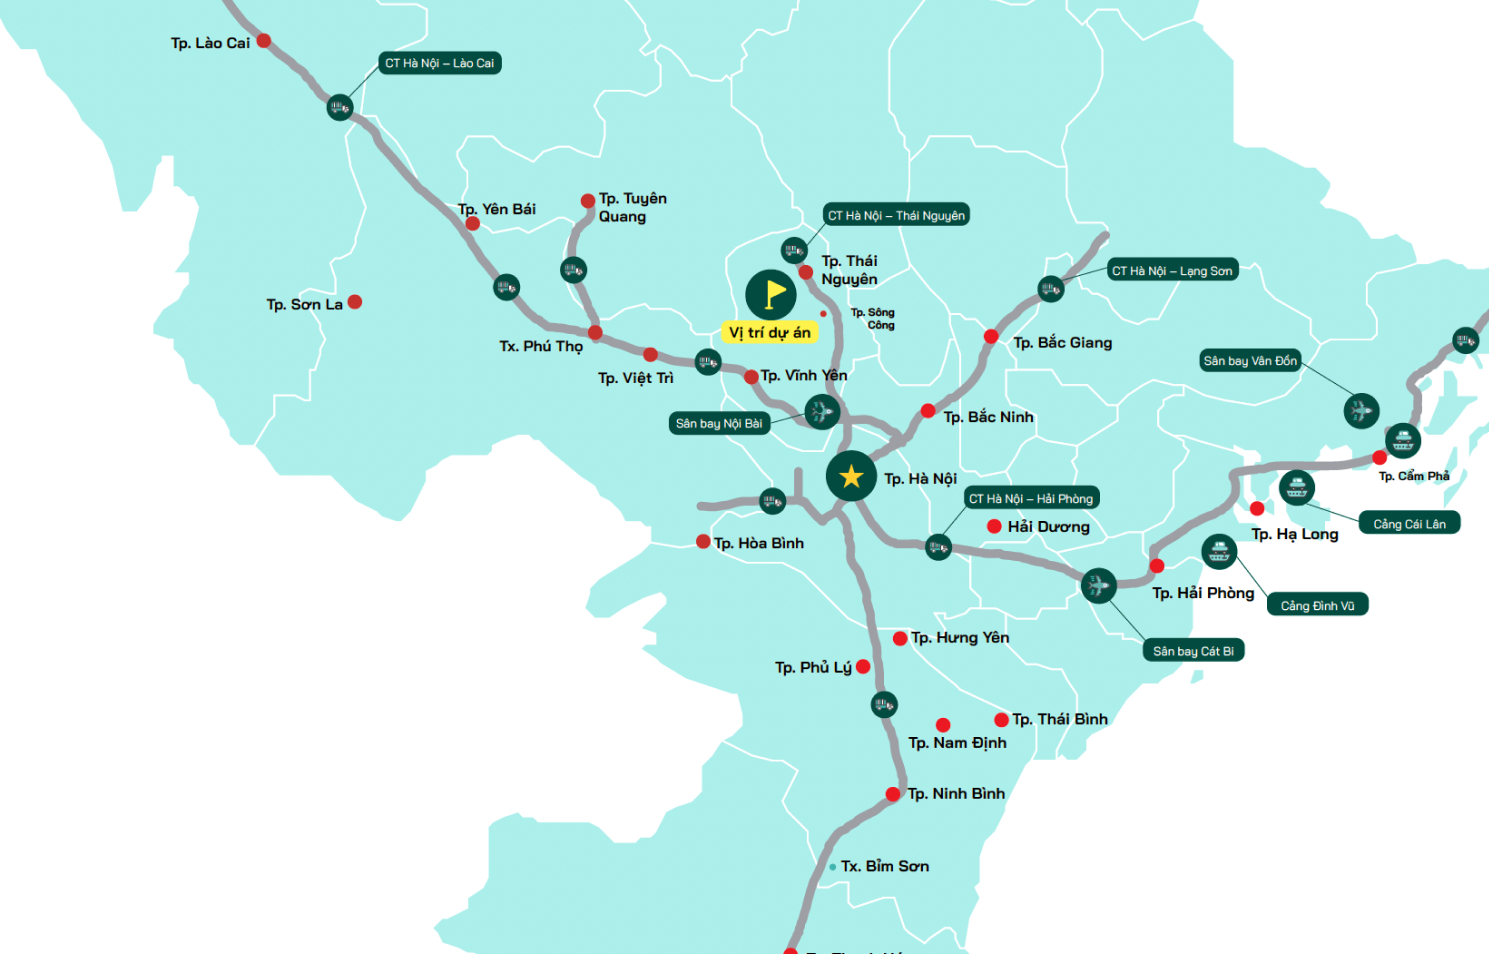 Tp. Lào Cai
CT Hà Nội – Lào Cai
Tp. Yên Bái
Tp. Tuyên
Quang
CT Hà Nội – Thái Nguyên
Tp. Thái
Nguyên
CT Hà Nội – Lạng Sơn
Tp. Sơn La
Tp. Sông
Công
Vị trí dự án
Tx. Phú Thọ
Tp. Bắc Giang
Sân bay Vân Đồn
Tp. Việt Trì
Tp. Vĩnh Yên
Sân bay Nội Bài
Tp. Bắc Ninh
Tp. Hà Nội
Tp. Cẩm Phả
CT Hà Nội – Hải Phòng
Hải Dương
Cảng Cái Lân
Tp. Hạ Long
Tp. Hòa Bình
Tp. Hải Phòng
Cảng Đình Vũ
Tp. Hưng Yên
Sân bay Cát Bi
Tp. Phủ Lý
Tp. Thái Bình
Tp. Nam Định
Tp. Ninh Bình
Tx. Bỉm Sơn